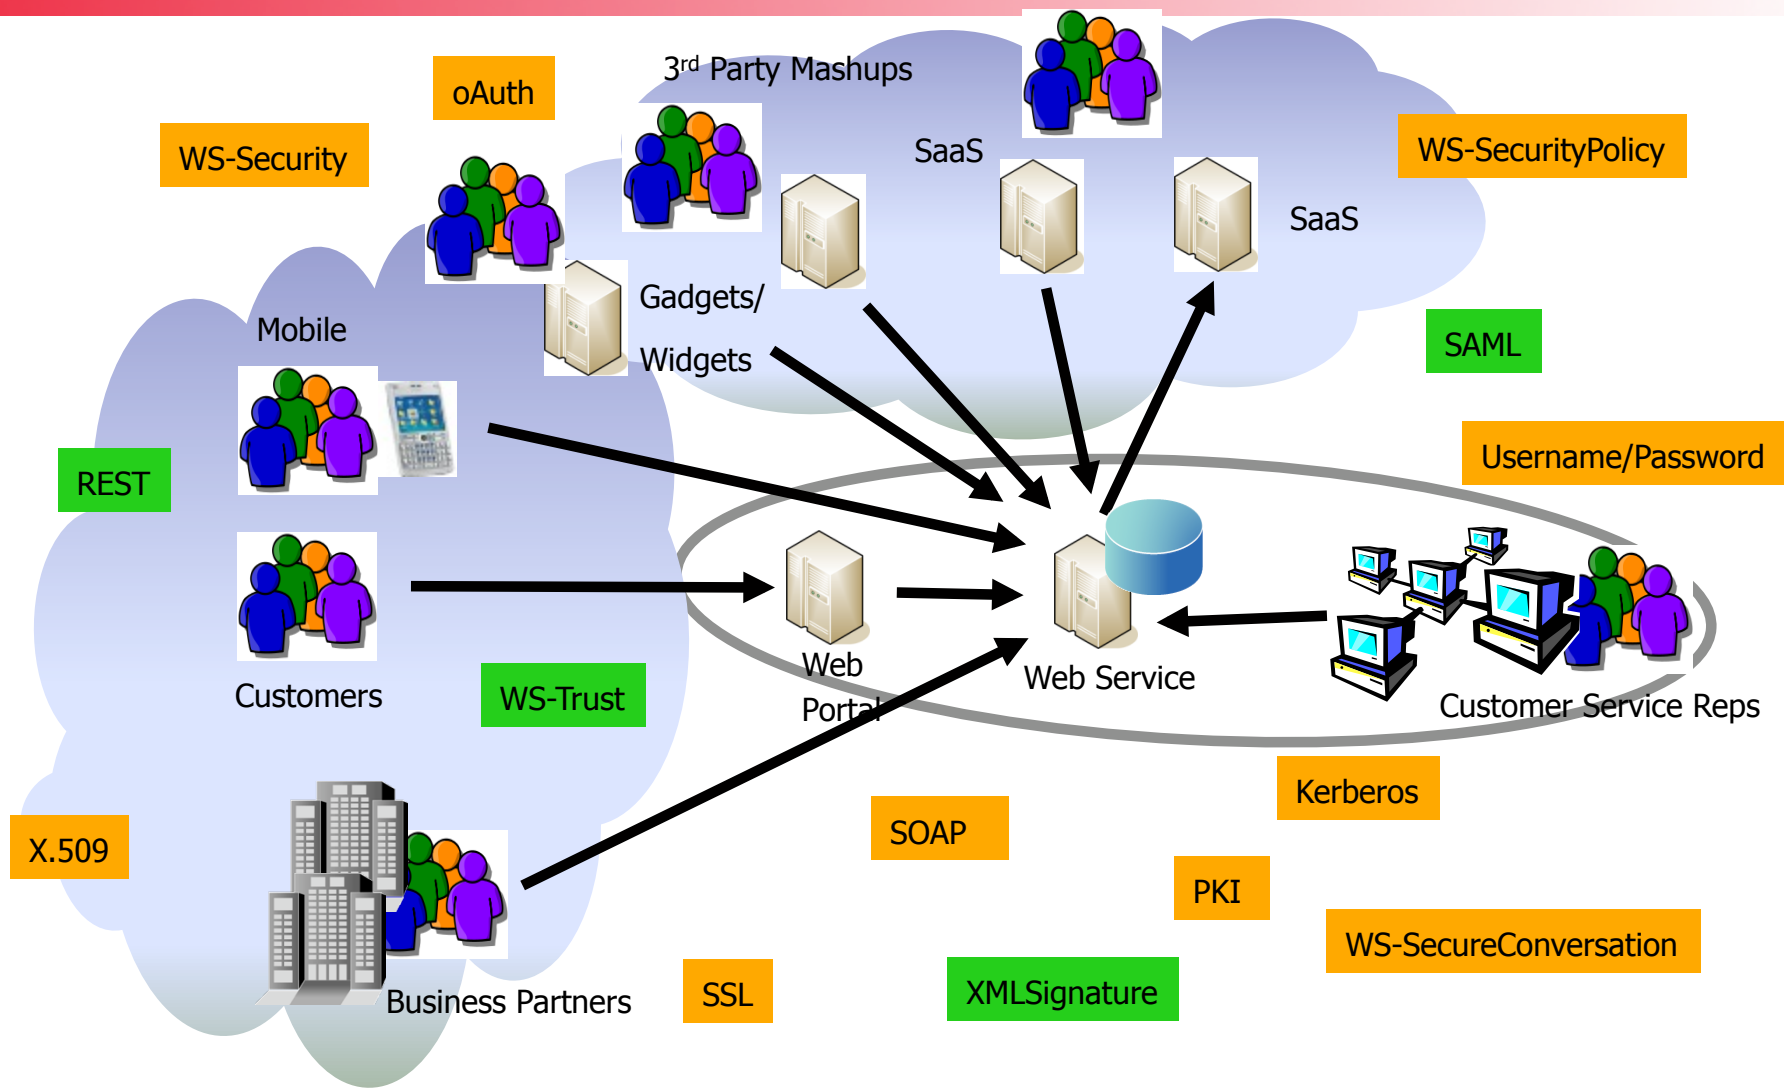 3rd Party Mashups
oAuth
WS-Security
SaaS
WS-SecurityPolicy
SaaS
Gadgets/
Widgets
Mobile
SAML
REST
Username/Password
Customers
WS-Trust
Web
Portal
Web Service
Customer Service Reps
Kerberos
SOAP
X.509
PKI
WS-SecureConversation
Business Partners
SSL
XMLSignature